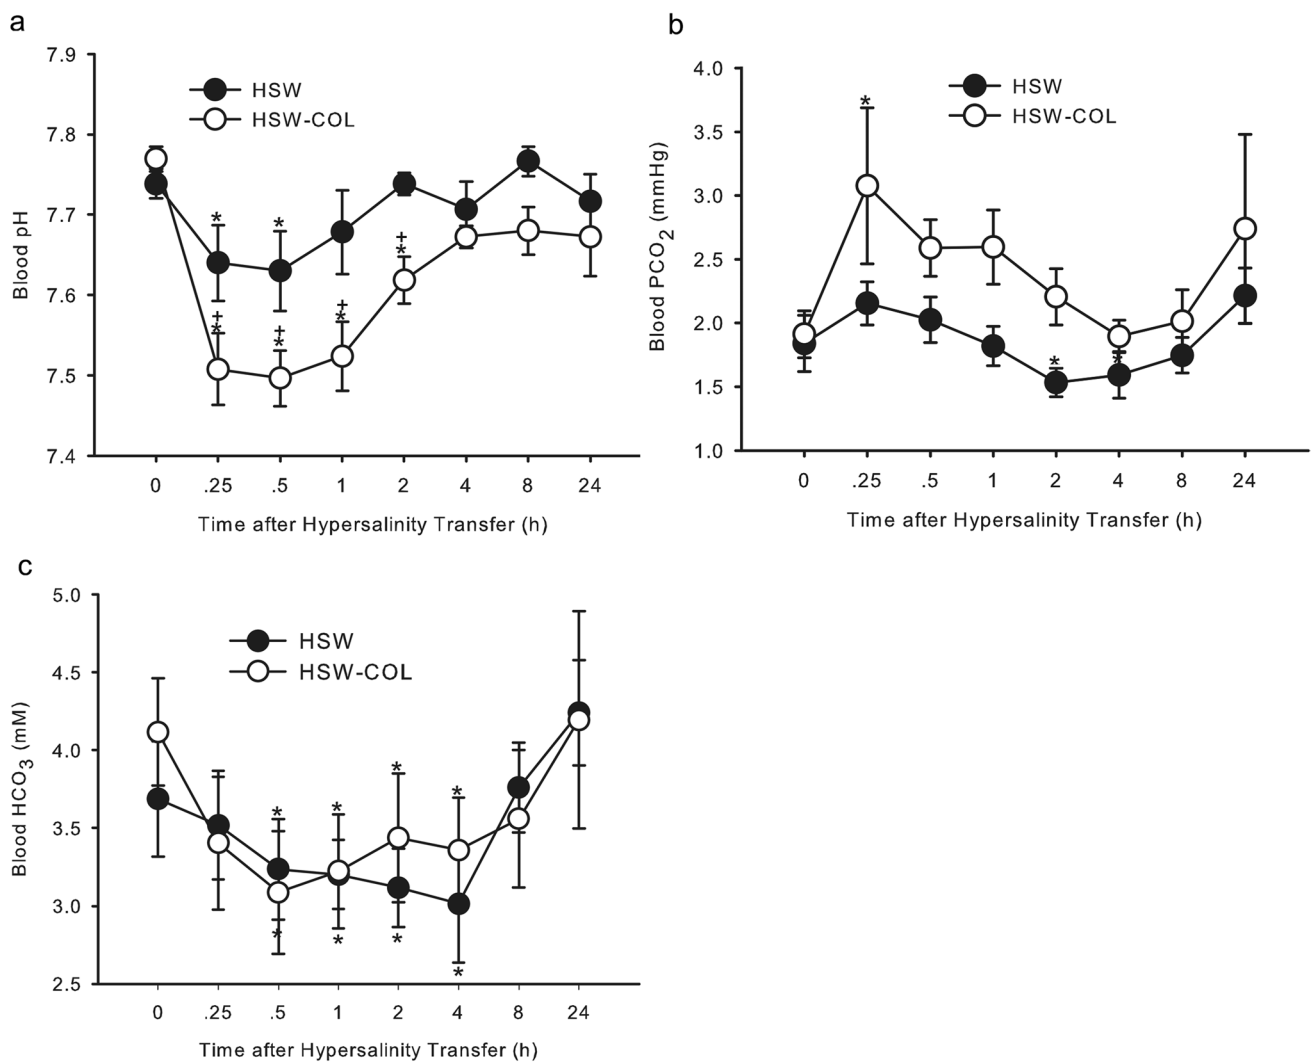 a
7.9
7.8
7.7
7.6
7.5
7.4
Blood pH
HSW
HSW-COL
* * ‡ * ‡ * ‡ * ‡ *
0 .25 .5 1 2 4 8 24
Time after Hypersalinity Transfer (h)
b
4.0
3.5
3.0
2.5
2.0
1.5
1.0
Blood PCO2 (mmHg)
HSW
HSW-COL
* * *
0 .25 .5 1 2 4 8 24
Time after Hypersalinity Transfer (h)
c
5.0
4.5
4.0
3.5
3.0
2.5
Blood HCO3 (mM)
HSW
HSW-COL
* * * *
* * * *
0 .25 .5 1 2 4 8 24
Time after Hypersalinity Transfer (h)